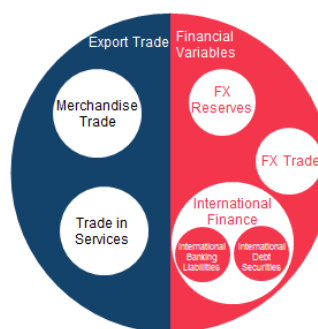 Export Trade
Financial
Variables
Merchandise
Trade
FX
Reserves
FX Trade
Trade in
Services
International
Finance
International
Banking
Liabilities
International
Debt
Securities